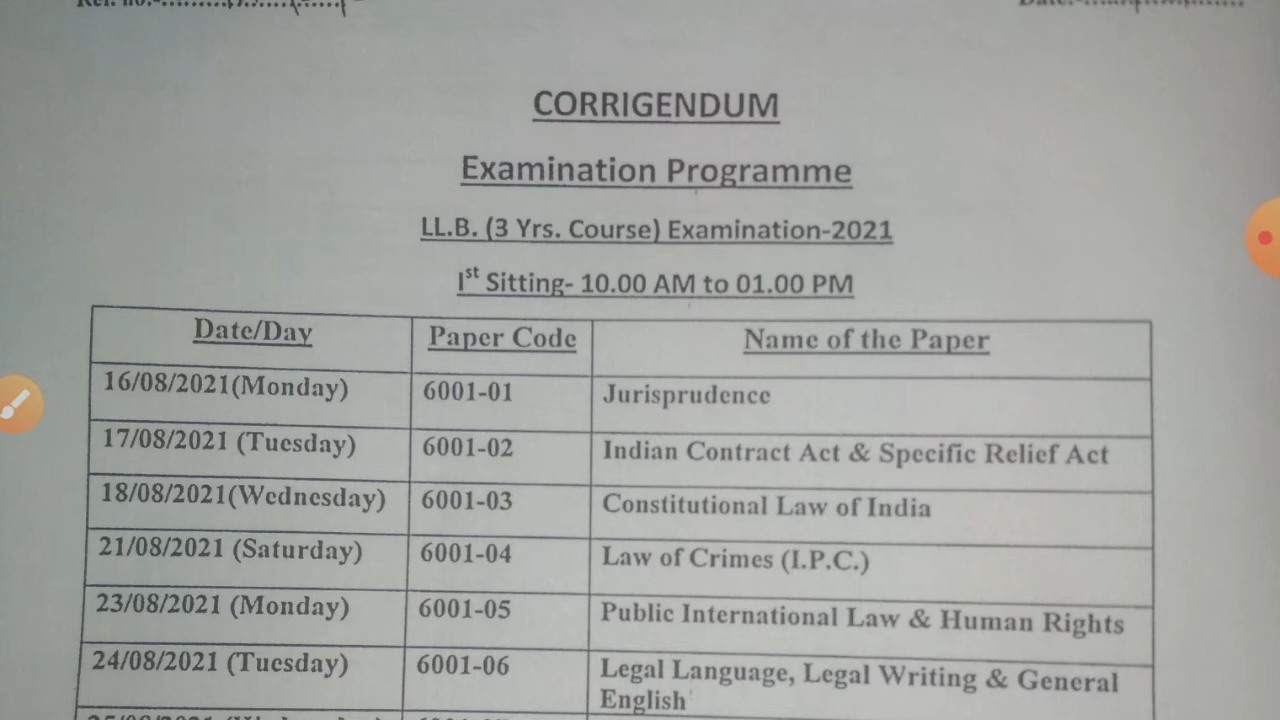 CORRIGENDUM
Examination Programme
LL.B. (3 Yrs. Course) Examination-2021
Ist Sitting- 10.00 AM to 01.00 PM
Date/Day Paper Code Name of the Paper
16/08/2021(Monday) 6001-01 Jurisprudence
17/08/2021 (Tuesday) 6001-02 Indian Contract Act & Specific Relief Act
18/08/2021(Wednesday) 6001-03 Constitutional Law of India
21/08/2021 (Saturday) 6001-04 Law of Crimes (I.P.C.)
23/08/2021 (Monday) 6001-05 Public International Law & Human Rights
24/08/2021 (Tuesday) 6001-06 Legal Language, Legal Writing & General
English